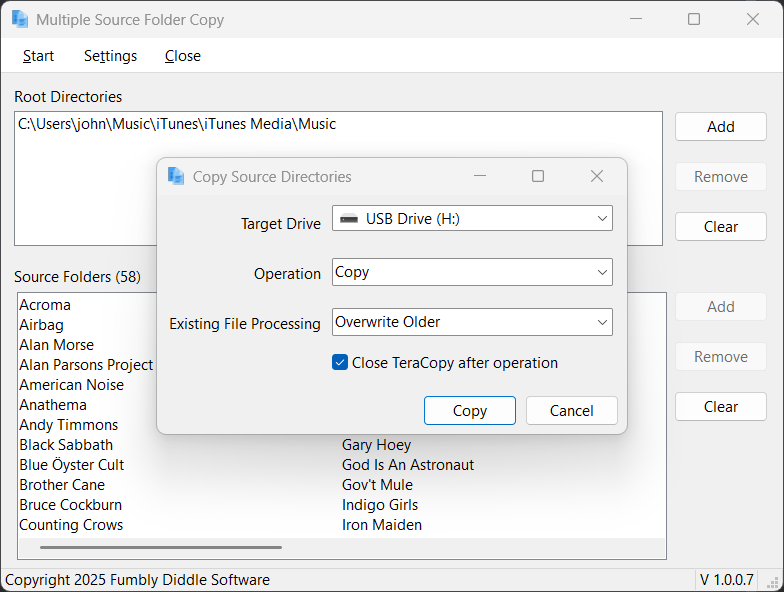 Multiple Source Folder Copy
Start Settings Close
Root Directories
C:\Users\john\Music\iTunes\iTunes Media\Music
Add
Remove
Clear
Copy Source Directories
Target Drive USB Drive (H:)
Operation Copy
Existing File Processing Overwrite Older
Close TeraCopy after operation
Copy Cancel
Source Folders (58)
Acroma
Airbag
Alan Morse
Alan Parsons Project
American Noise
Anathema
Andy Timmons
Black Sabbath
Blue Öyster Cult
Brother Cane
Bruce Cockburn
Counting Crows
Gary Hoey
God Is An Astronaut
Gov't Mule
Indigo Girls
Iron Maiden
Add
Remove
Clear
Copyright 2025 Fumbly Diddle Software
V 1.0.0.7